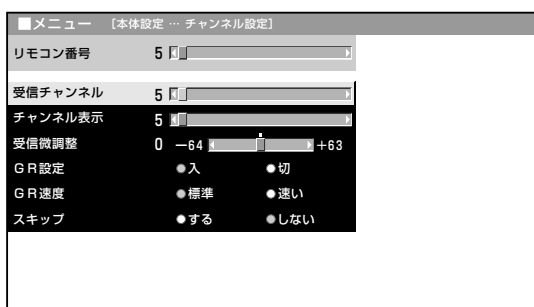 ■メニュー [本体設定 … チャンネル設定]
リモコン番号 5
受信チャンネル 5
チャンネル表示 5
受信微調整 0 −64 +63
GR設定 ●入 ●切
GR速度 ●標準 ●速い
スキップ ●する ●しない